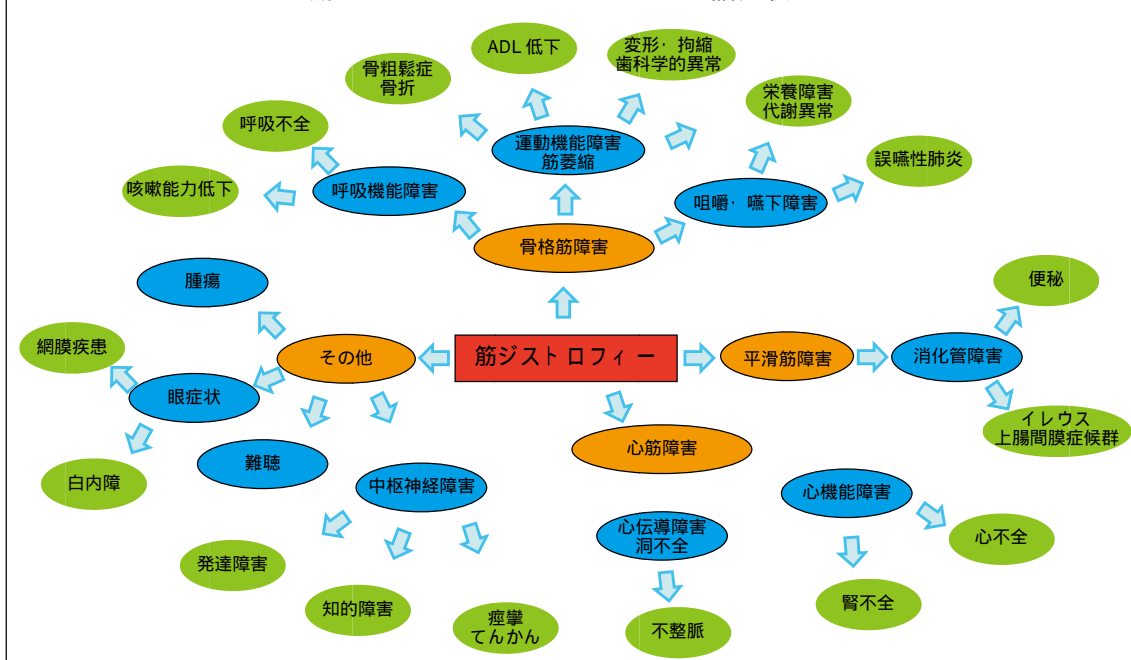 ADL 低下
変形・拘縮
歯科学的異常
骨粗鬆症
骨折
栄養障害
代謝異常
呼吸不全
運動機能障害
筋萎縮
誤嚥性肺炎
咳嗽能力低下
呼吸機能障害
咀嚼・嚥下障害
骨格筋障害
腫瘍
便秘
網膜疾患
その他
筋ジストロフィー
平滑筋障害
消化管障害
眼症状
イレウス
上腸間膜症候群
心筋障害
難聴
白内障
中枢神経障害
心機能障害
心伝導障害
洞不全
心不全
発達障害
知的障害
腎不全
痙攣
てんかん
不整脈